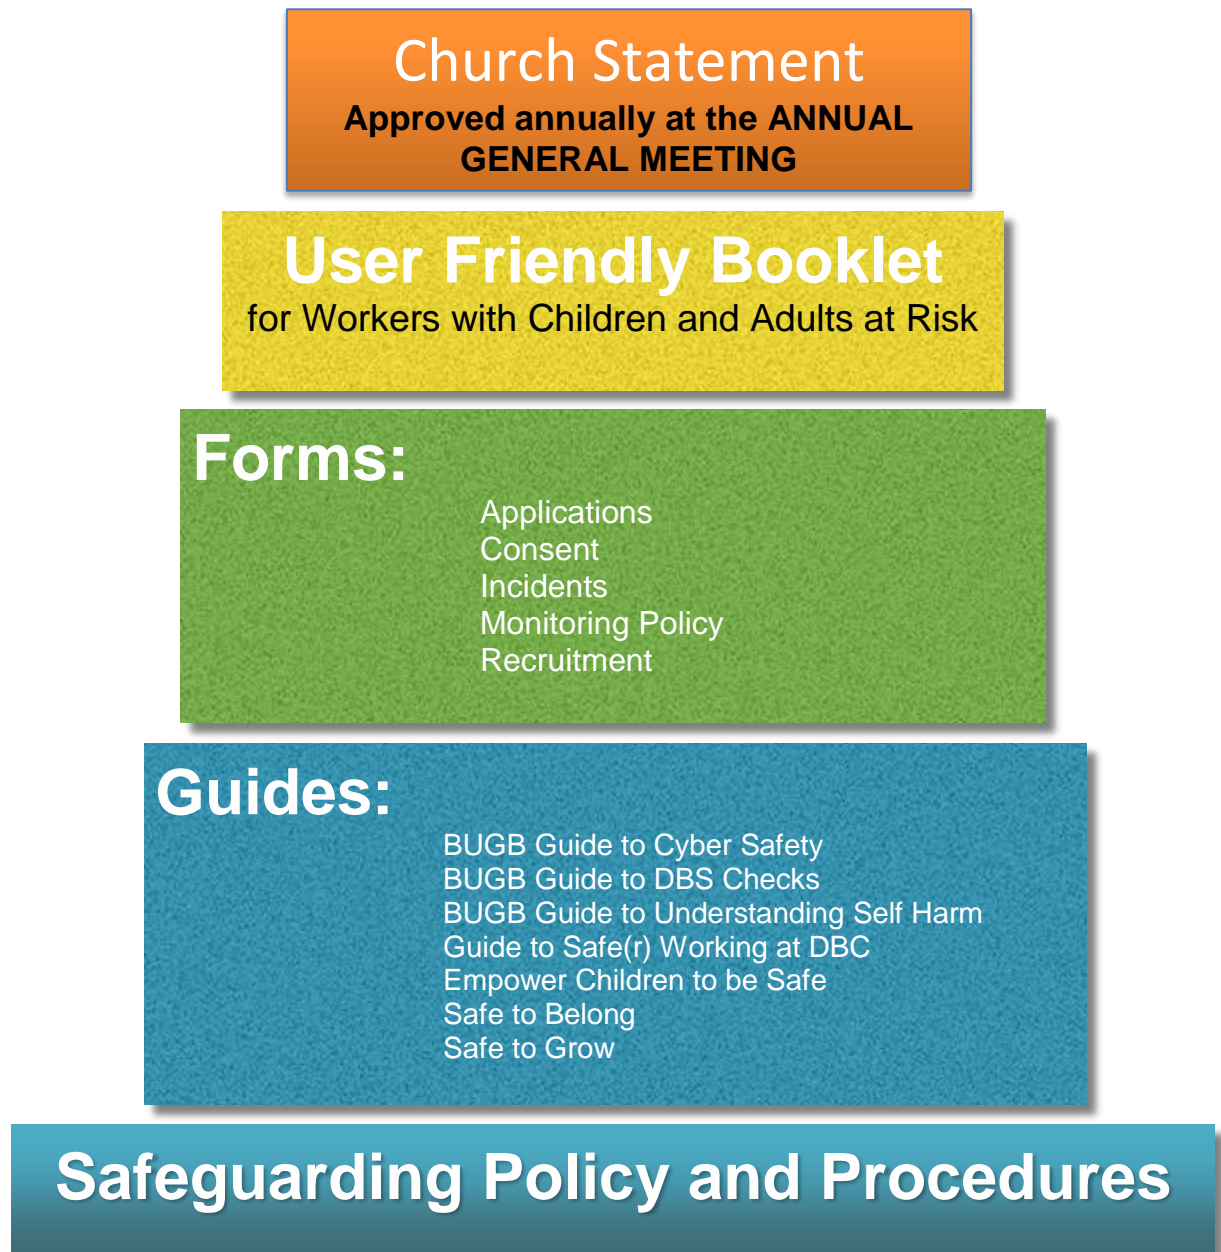 Church Statement
Approved annually at the ANNUAL
GENERAL MEETING
User Friendly Booklet
for Workers with Children and Adults at Risk
Forms:
Applications
Consent
Incidents
Monitoring Policy
Recruitment
Guides:
BUGB Guide to Cyber Safety
BUGB Guide to DBS Checks
BUGB Guide to Understanding Self Harm
Guide to Safe(r) Working at DBC
Empower Children to be Safe
Safe to Belong
Safe to Grow
Safeguarding Policy and Procedures